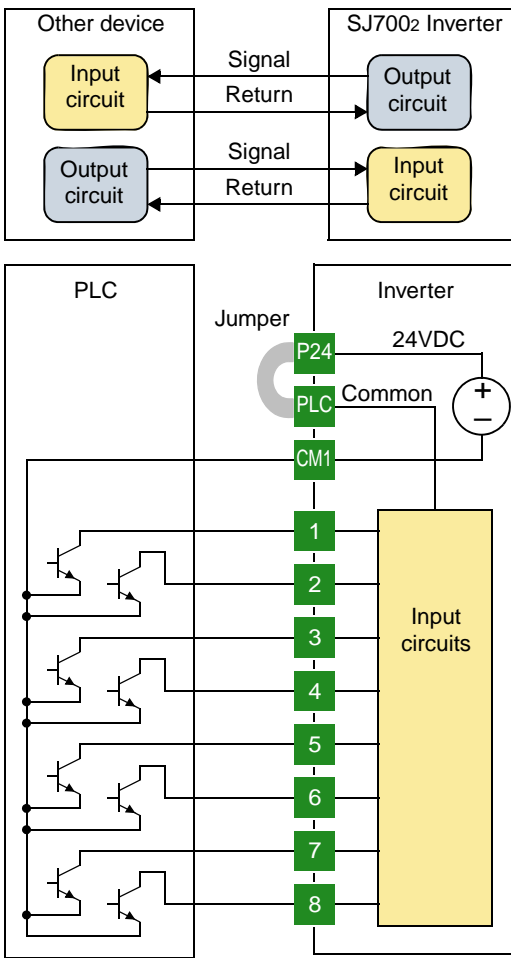 Other device
SJ7002 Inverter
Input
circuit
Signal
Return
Output
circuit
Output
circuit
Signal
Return
Input
circuit
PLC
Inverter
Jumper
P24
24VDC
PLC
Common
+
–
CM1
1
2
3
4
5
6
7
8
Input
circuits